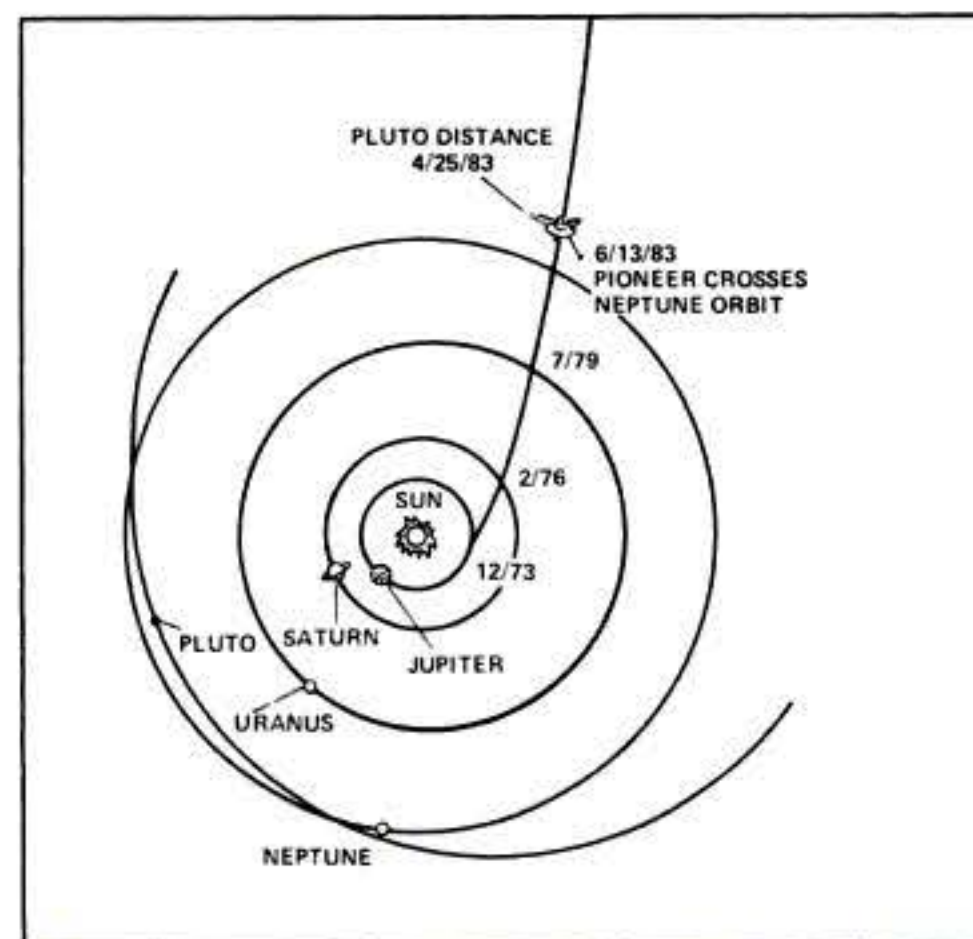 PLUTO DISTANCE
4/25/83
6/13/83
PIONEER CROSSES
NEPTUNE ORBIT
7/79
2/76
SUN
12/73
PLUTO
SATURN
JUPITER
URANUS
NEPTUNE